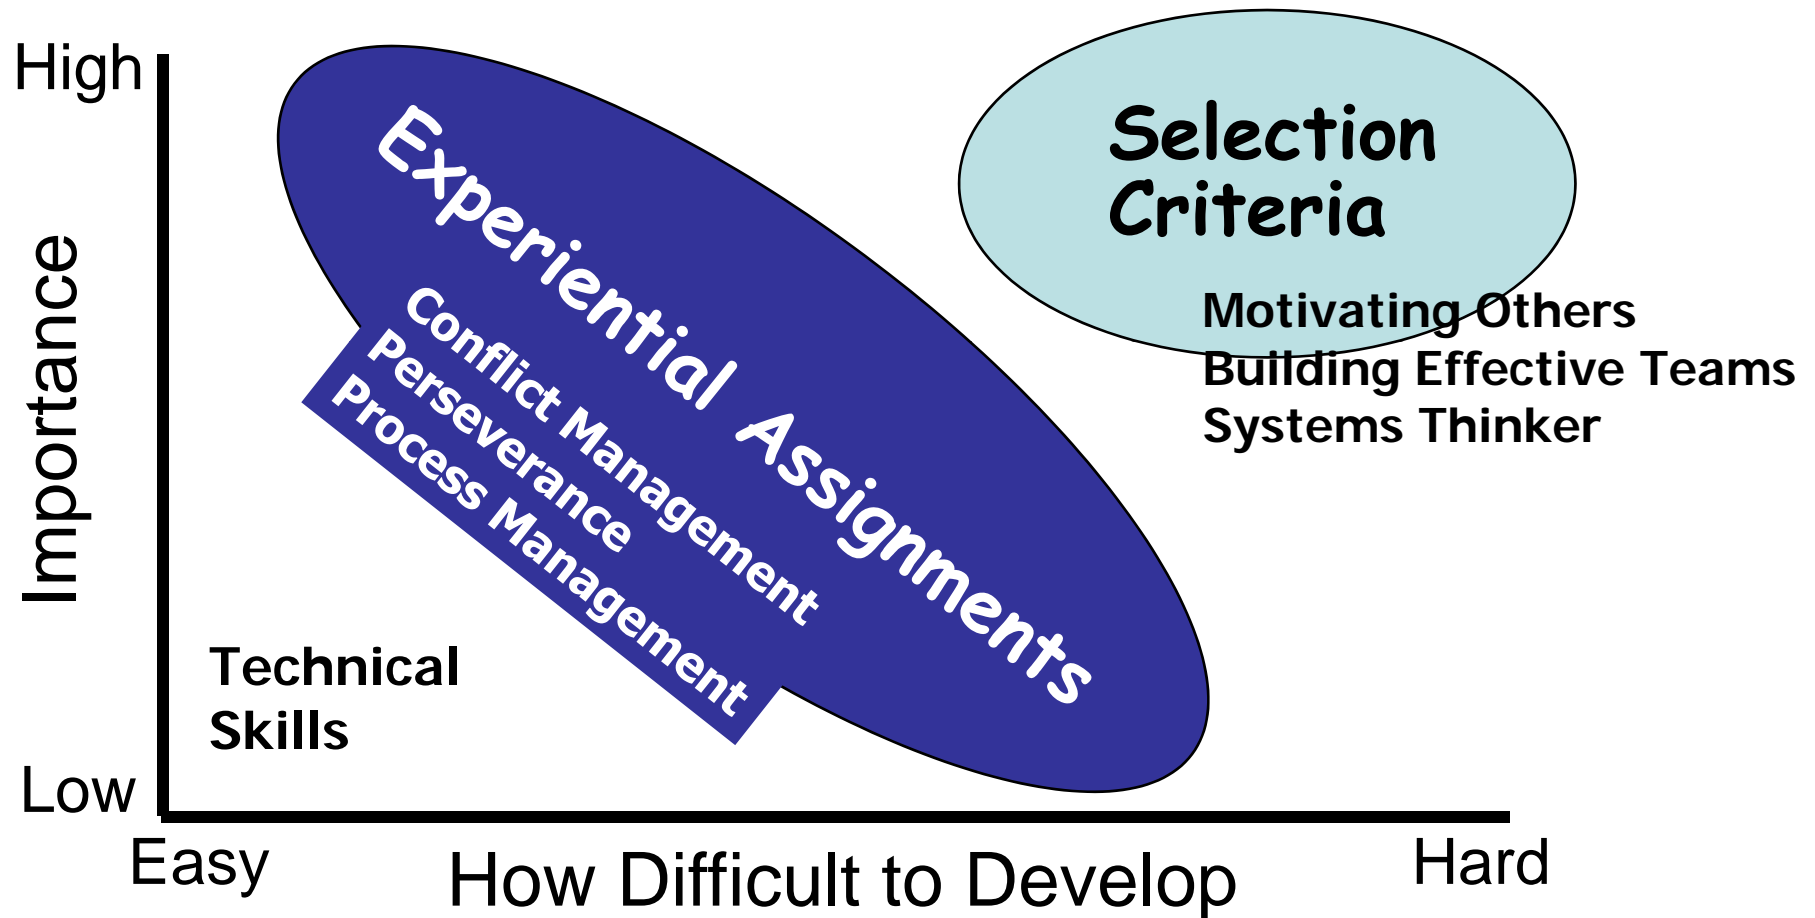 High
Importance
Low
Easy
How Difficult to Develop
Hard
Experiential Assignments
Conflict Management
Perseverance
Process Management
Technical
Skills
Selection
Criteria
Motivating Others
Building Effective Teams
Systems Thinker